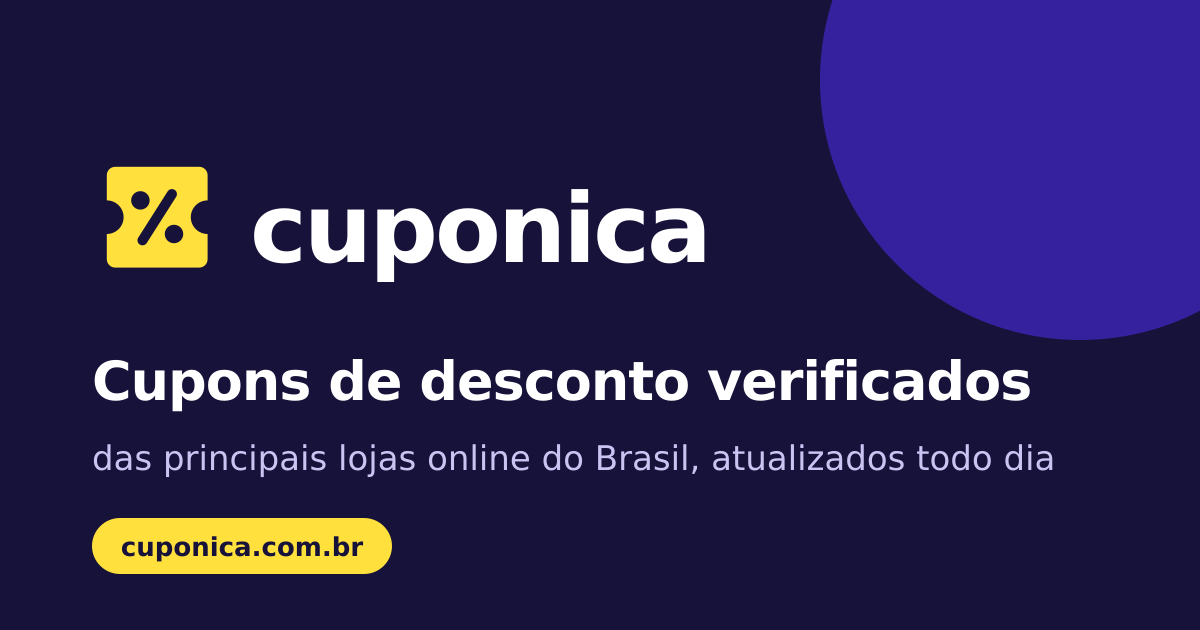 %
cuponica
Cupons de desconto verificados
das principais lojas online do Brasil, atualizados todo dia
cuponica.com.br